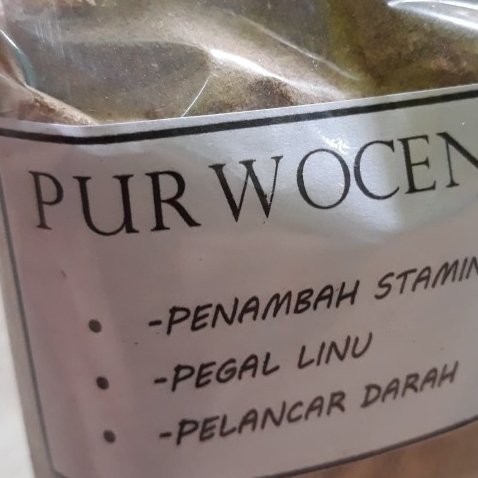 PURWOCEN
• -PENAMBAH STAMIN
• -PEGAL LINU
• -PELANCAR DARAH